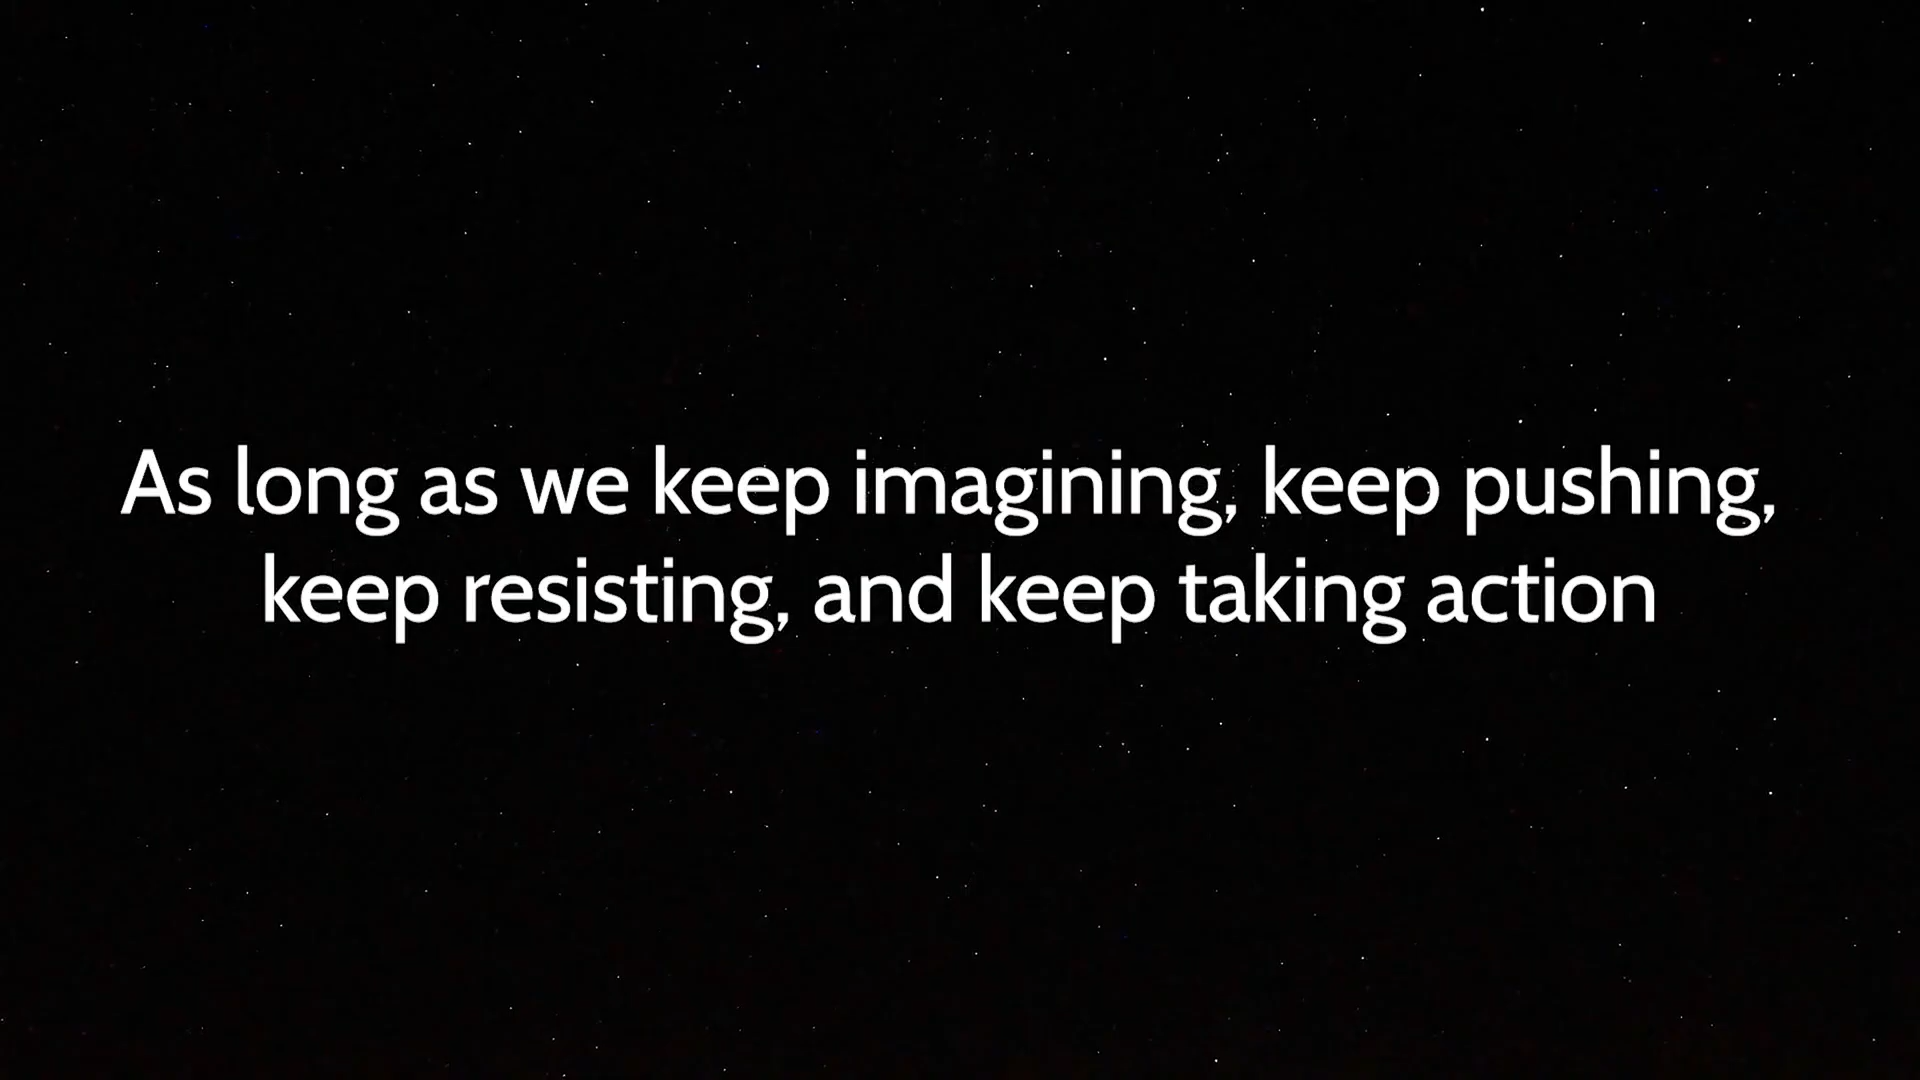 As long as we keep imagining, keep pushing,
keep resisting, and keep taking action